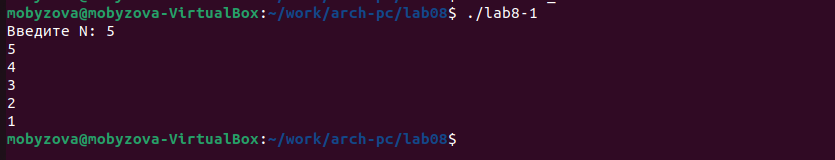 mobyzova@mobyzova-VirtualBox:~/work/arch-pc/lab08$ ./lab8-1
Введите N: 5
5
4
3
2
1
mobyzova@mobyzova-VirtualBox:~/work/arch-pc/lab08$